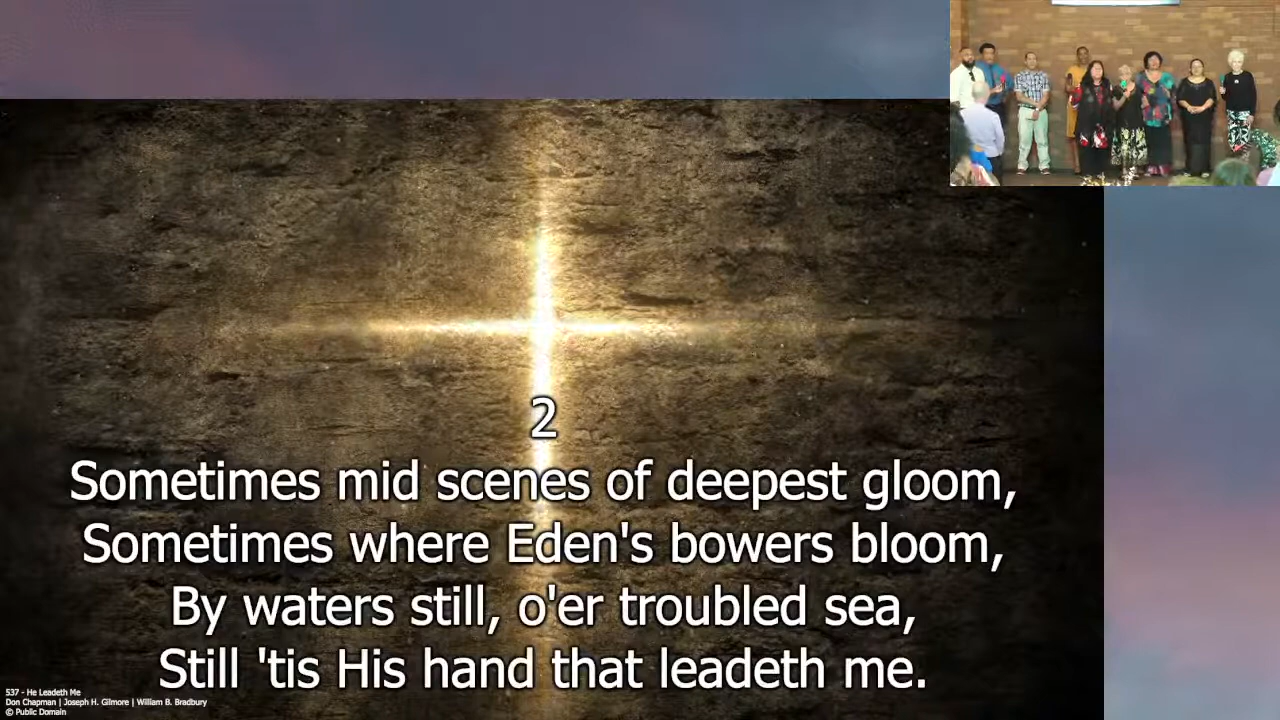 2
Sometimes mid scenes of deepest gloom,
Sometimes where Eden's bowers bloom,
By waters still, o'er troubled sea,
Still 'tis His hand that leadeth me.
537 - He Leadeth Me
Don Chapman | Joseph H. Gilmore | William B. Bradbury
© Public Domain